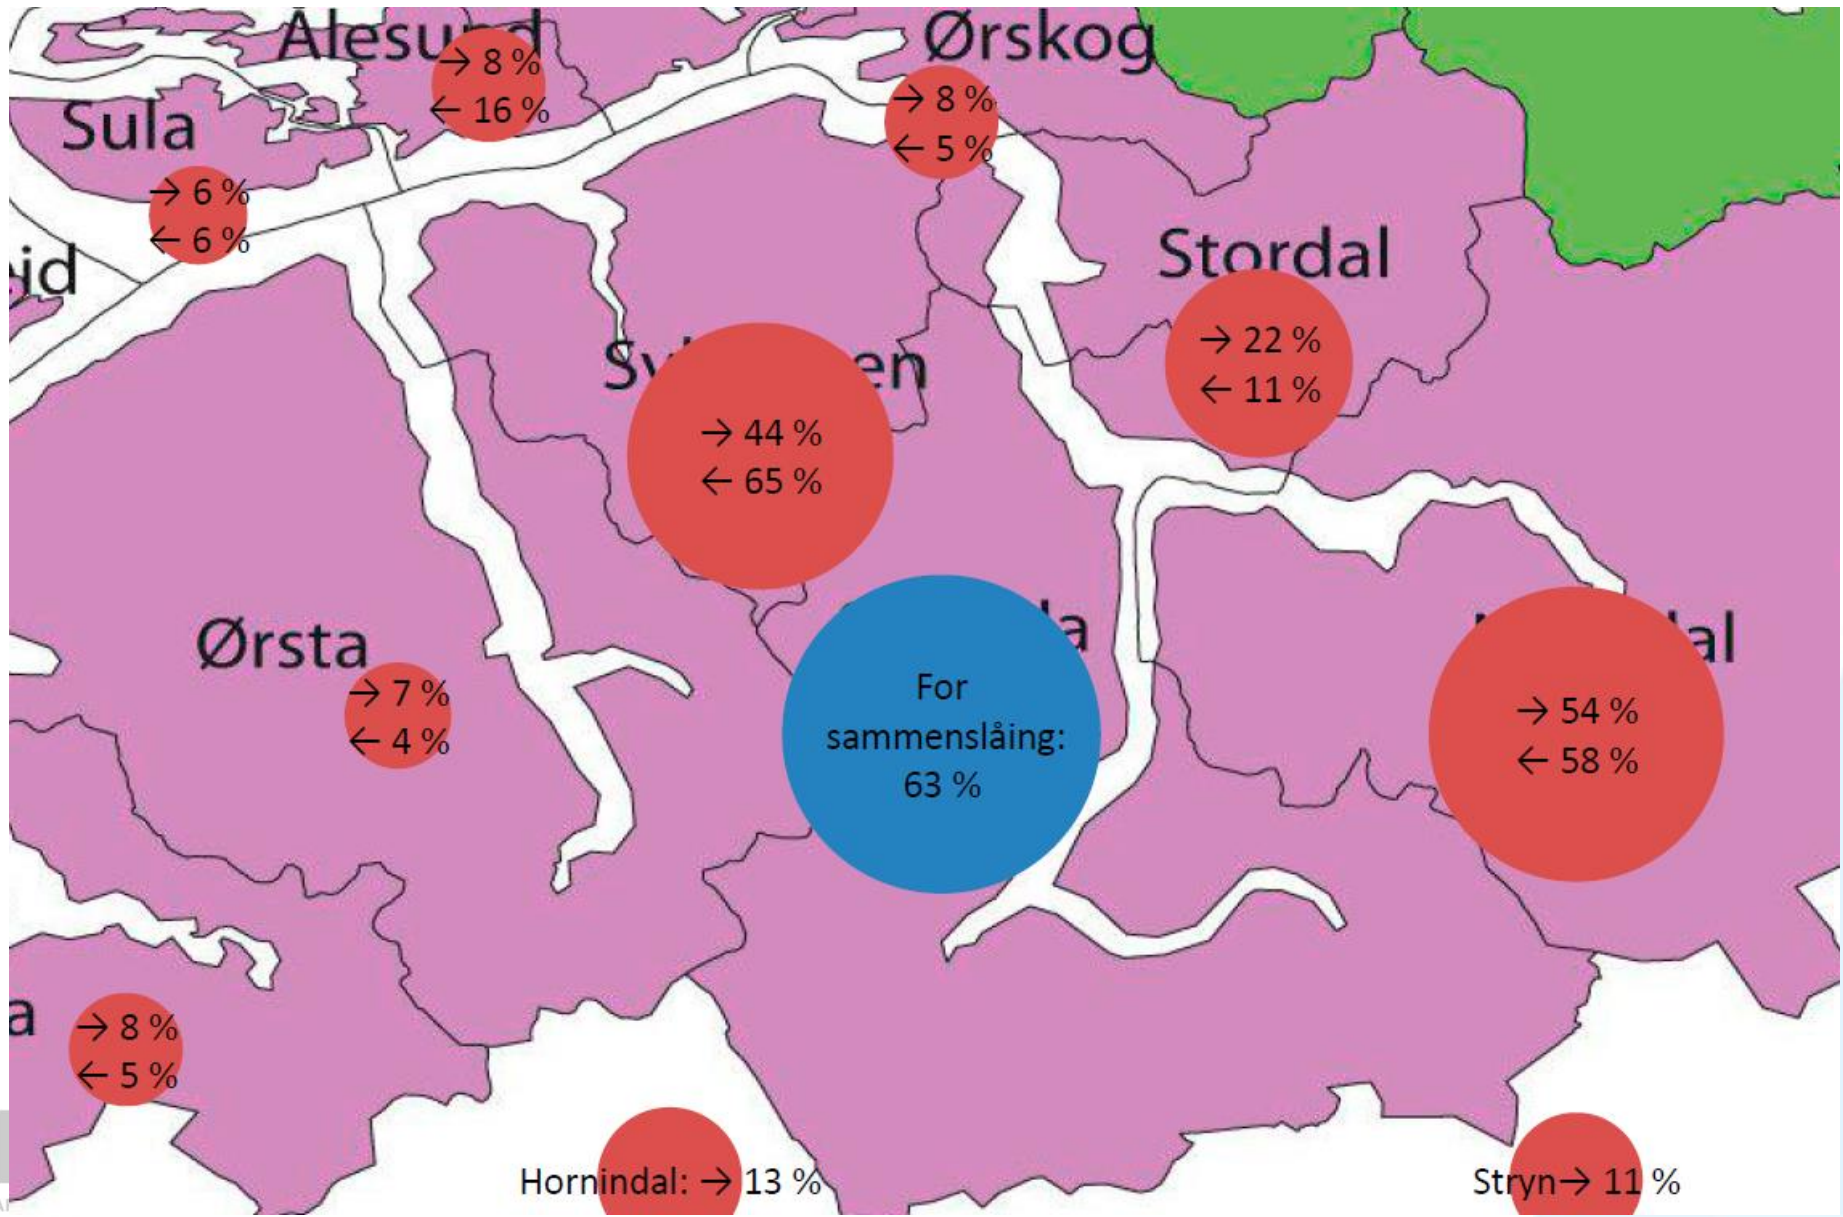 Ålesund
→ 8 %
← 16 %
Ørskog
→ 8 %
← 5 %
Sula
→ 6 %
← 6 %
Stordal
→ 22 %
← 11 %
→ 44 %
← 65 %
Ørsta
→ 7 %
← 4 %
For
sammenslåing:
63 %
→ 54 %
← 58 %
→ 8 %
← 5 %
Hornindal: → 13 %
Stryn→ 11 %